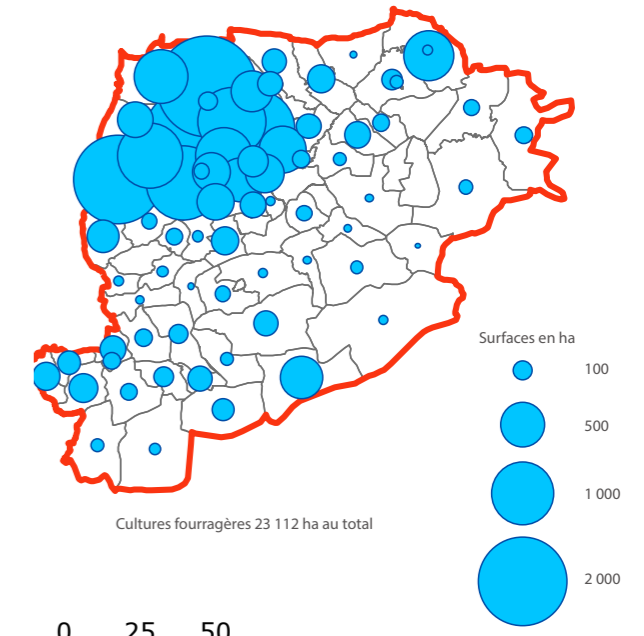 Surfaces en ha
100
500
1 000
2 000
Cultures fourragères 23 112 ha au total
0 25 50